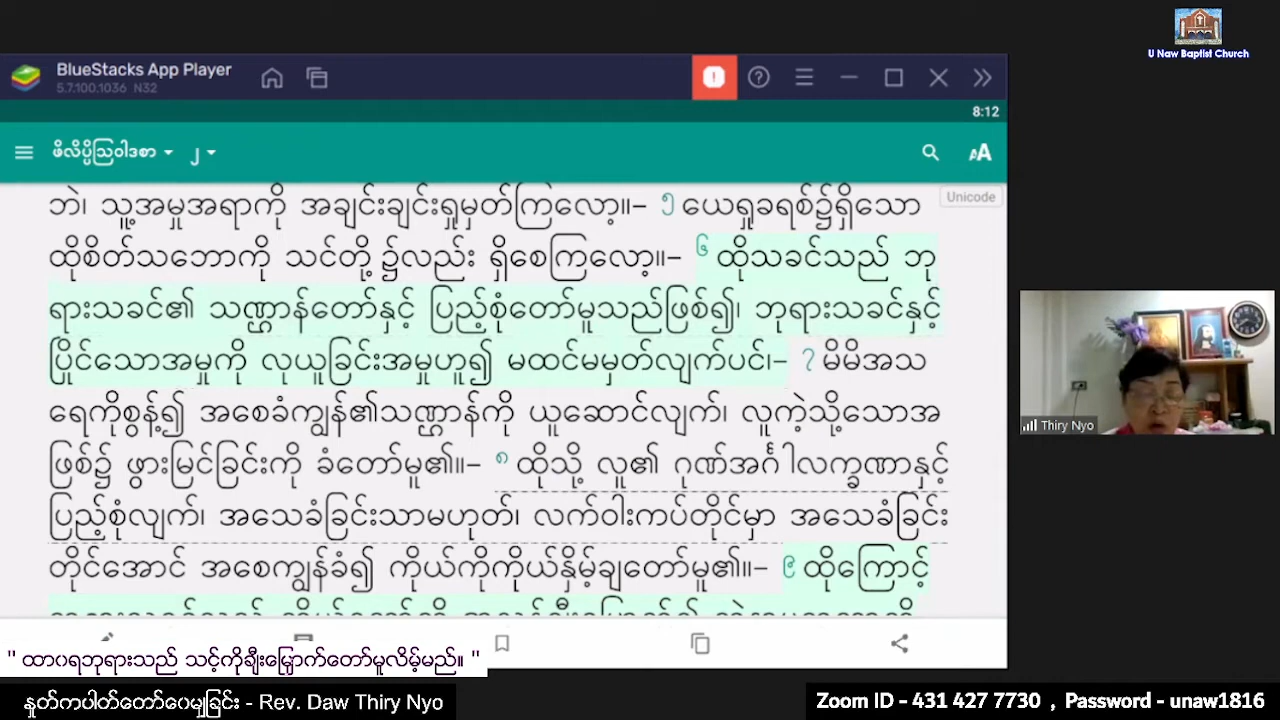 U Naw Baptist Church
BlueStacks App Player
5.7.100.1036 N32
8:12
ဖိလိပ္ပိဩဝါဒစာ ၂
Unicode
ဘဲ၊ သူ့အမှုအရာကို အချင်းချင်းရှုမှတ်ကြလော့။– ၅ ယေရှုခရစ်၌ရှိသော
ထိုစိတ်သဘောကို သင်တို့၌လည်း ရှိစေကြလော့။– ၆ ထိုသခင်သည် ဘု
ရားသခင်၏ သဏ္ဌာန်တော်နှင့် ပြည့်စုံတော်မူသည်ဖြစ်၍၊ ဘုရားသခင်နှင့်
ပြိုင်သောအမှုကို လုယူခြင်းအမှုဟူ၍ မထင်မမှတ်လျက်ပင်၊– ၇ မိမိအသ
ရေကိုစွန့်၍ အစေခံကျွန်၏သဏ္ဌာန်ကို ယူဆောင်လျက်၊ လူကဲ့သို့သောအ
ဖြစ်၌ ဖွားမြင်ခြင်းကို ခံတော်မူ၏။– ၈ ထိုသို့ လူ၏ ဂုဏ်အင်္ဂါလက္ခဏာနှင့်
ပြည့်စုံလျက်၊ အသေခံခြင်းသာမဟုတ်၊ လက်ဝါးကပ်တိုင်မှာ အသေခံခြင်း
တိုင်အောင် အစေကျွန်ခံ၍ ကိုယ်ကိုကိုယ်နှိမ့်ချတော်မူ၏။– ၉ ထိုကြောင့်
Thiry Nyo
" ထာ၀ရဘုရားသည် သင့်ကိုချီးမြှောက်တော်မူလိမ့်မည်။ "
နှုတ်ကပါတ်တော်ဝေမျှခြင်း - Rev. Daw Thiry Nyo
Zoom ID - 431 427 7730 , Password - unaw1816